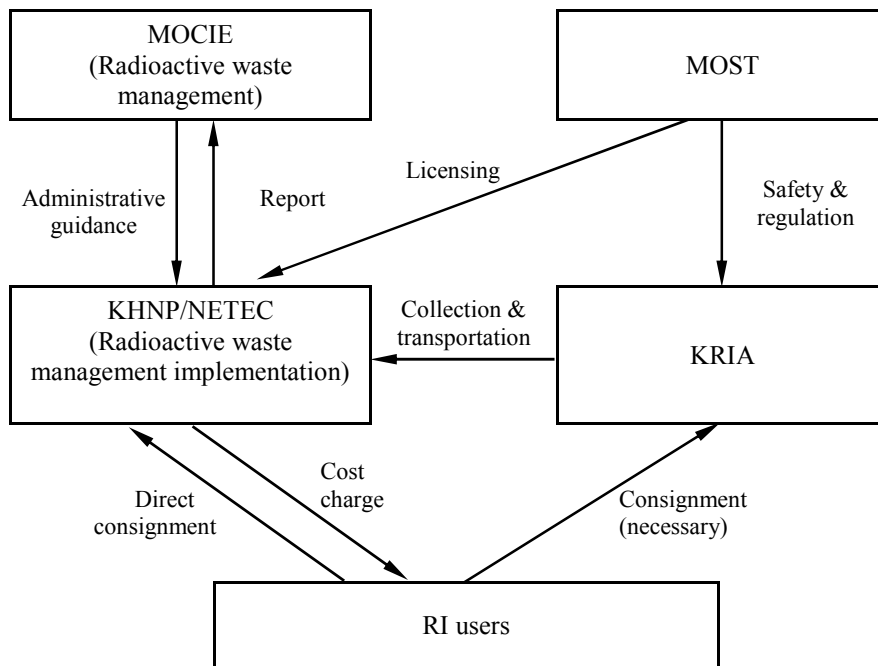 MOCIE
(Radioactive waste
management)
MOST
Administrative
guidance
Report
Licensing
Safety &
regulation
KHNP/NETEC
(Radioactive waste
management implementation)
Collection &
transportation
KRIA
Direct
consignment
Cost
charge
Consignment
(necessary)
RI users